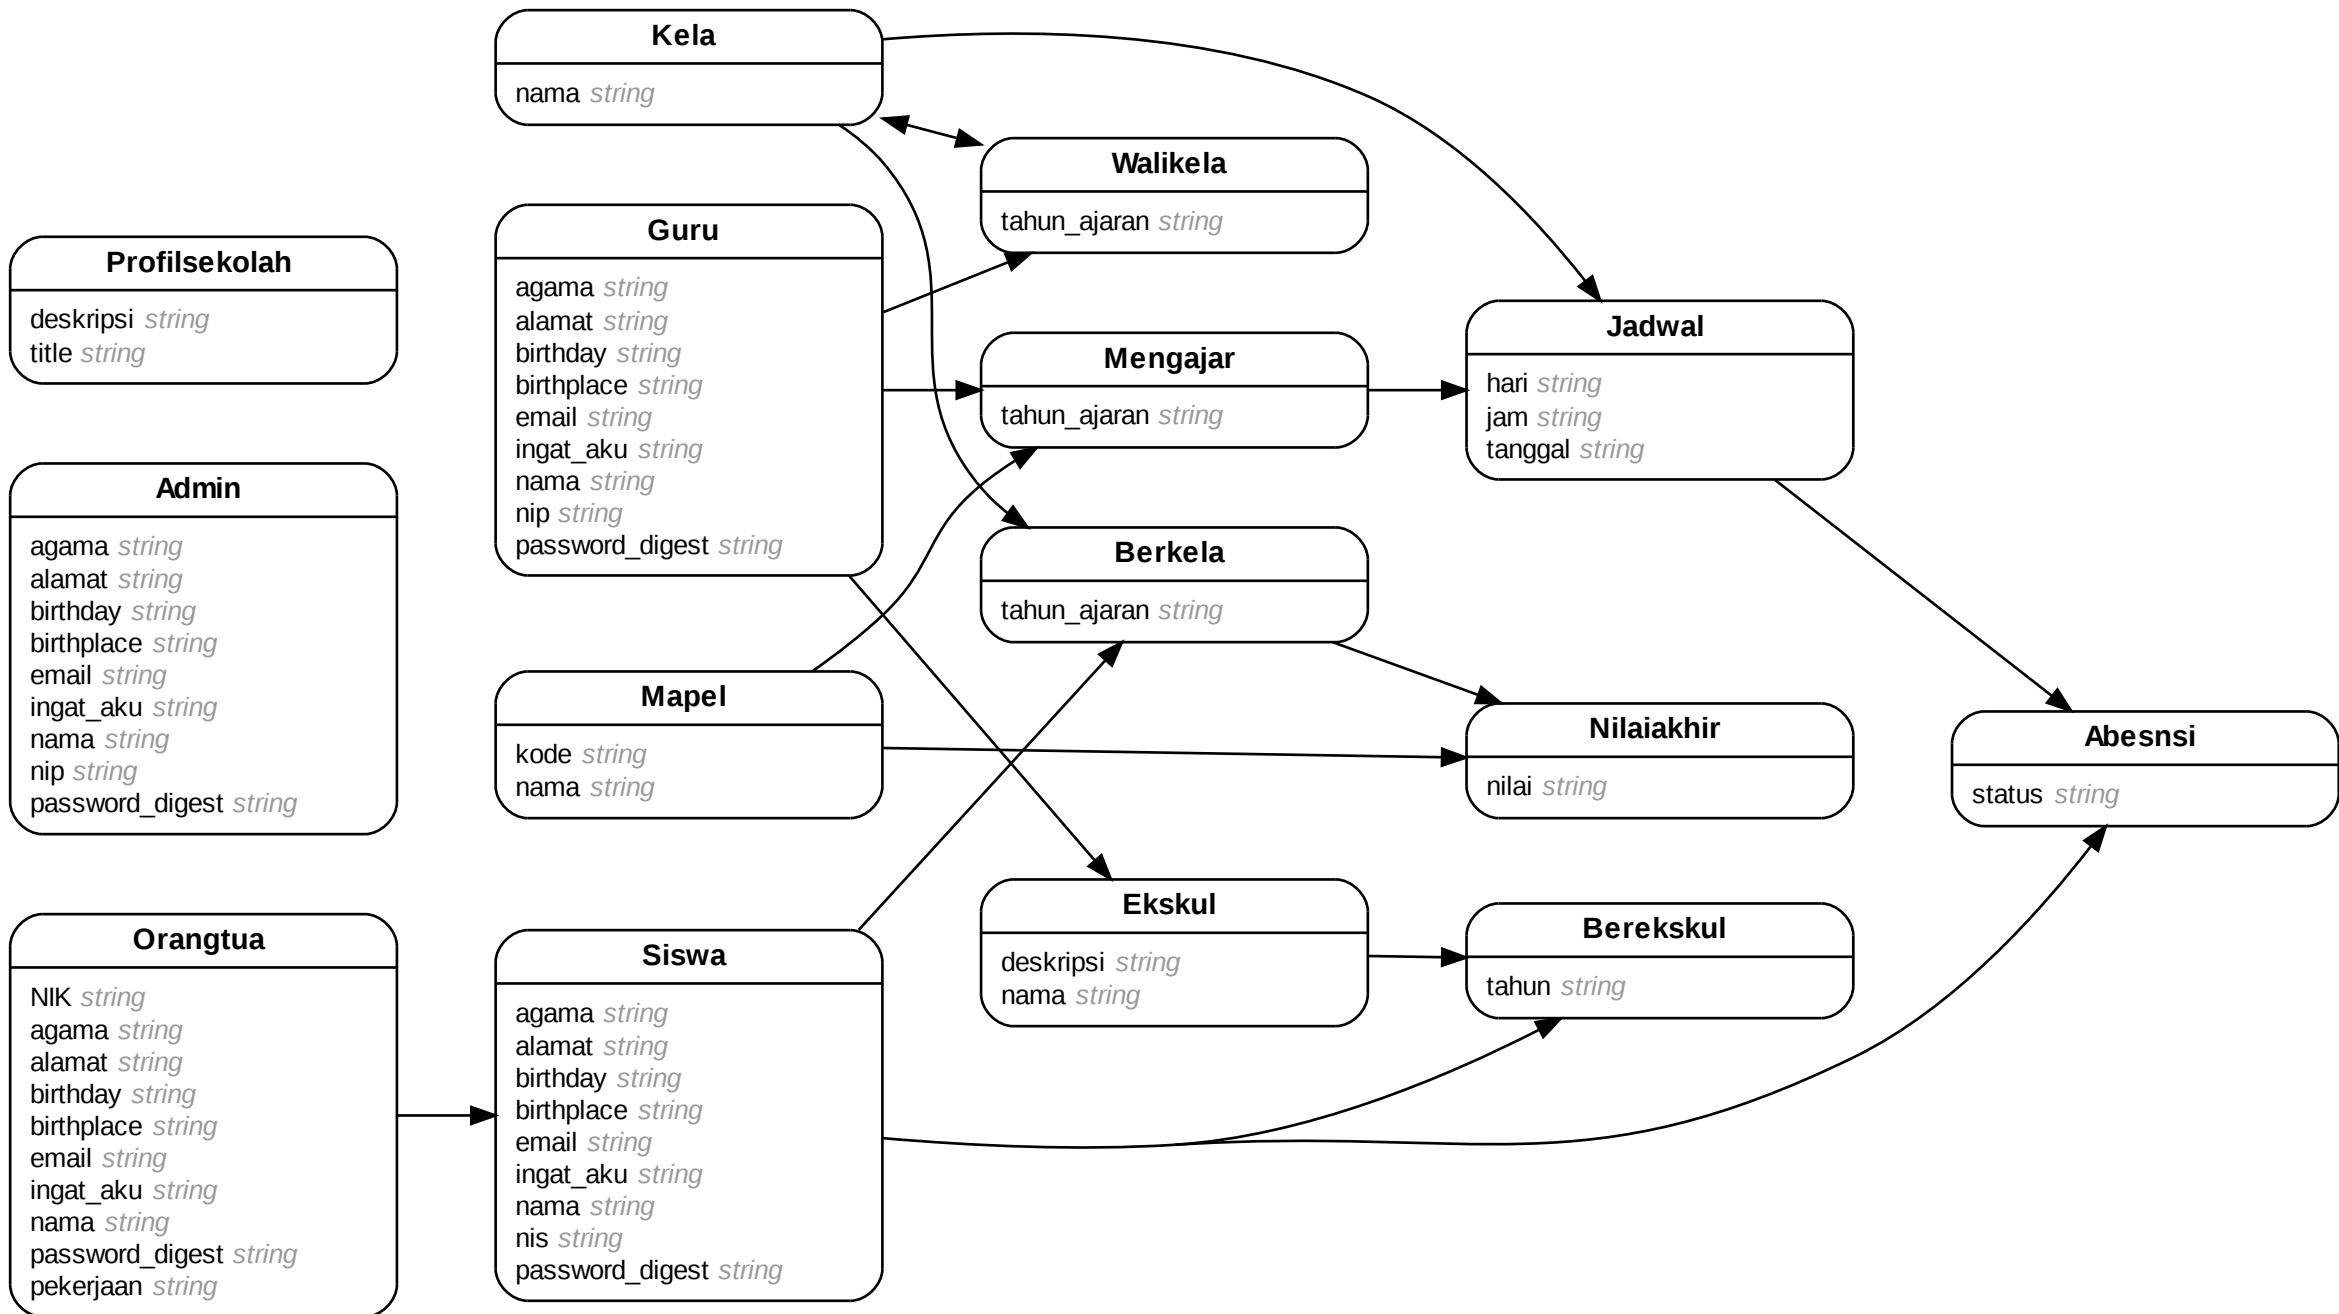 Kela
nama string
Walikela
tahun_ajaran string
Guru
agama string
alamat string
birthday string
birthplace string
email string
ingat_aku string
nama string
nip string
password_digest string
Profilsekolah
deskripsi string
title string
Jadwal
hari string
jam string
tanggal string
Mengajar
tahun_ajaran string
Admin
agama string
alamat string
birthday string
birthplace string
email string
ingat_aku string
nama string
nip string
password_digest string
Berkela
tahun_ajaran string
Mapel
kode string
nama string
Nilaiakhir
nilai string
Abesnsi
status string
Ekskul
deskripsi string
nama string
Berekskul
tahun string
Orangtua
NIK string
agama string
alamat string
birthday string
birthplace string
email string
ingat_aku string
nama string
password_digest string
pekerjaan string
Siswa
agama string
alamat string
birthday string
birthplace string
email string
ingat_aku string
nama string
nis string
password_digest string